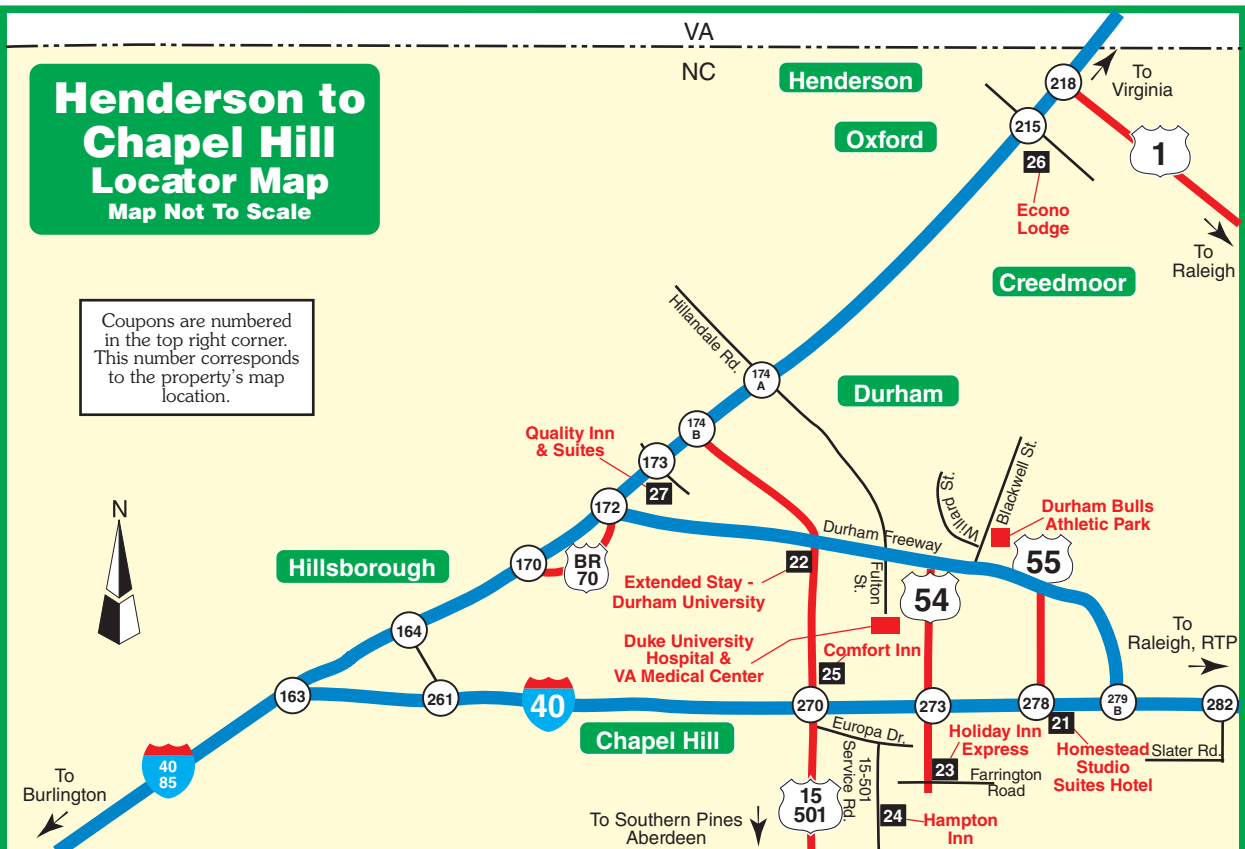 VA
NC
Henderson to
Chapel Hill
Locator Map
Map Not To Scale
Henderson
Oxford
218
To
Virginia
215
1
26
Econo
Lodge
To
Raleigh
Creedmoor
Coupons are numbered
in the top right corner.
This number corresponds
to the property's map
location.
Hillandale Rd.
174
A
Durham
174
B
Quality Inn
& Suites
173
27
172
Willard St.
Blackwell St.
Durham Bulls
Athletic Park
Durham Freeway
N
Hillsborough
170
BR
70
22
Extended Stay -
Durham University
Fulton
St.
54
55
164
Duke University
Hospital &
VA Medical Center
Comfort Inn
25
To
Raleigh, RTP
163
261
40
270
273
278
279
B
282
Chapel Hill
Europa Dr.
15-501
Service Rd.
21
Holiday Inn
Express
23
Homestead
Studio
Suites Hotel
Slater Rd.
Farrington
Road
40
85
To
Burlington
15
501
To Southern Pines
Aberdeen
24
Hampton
Inn